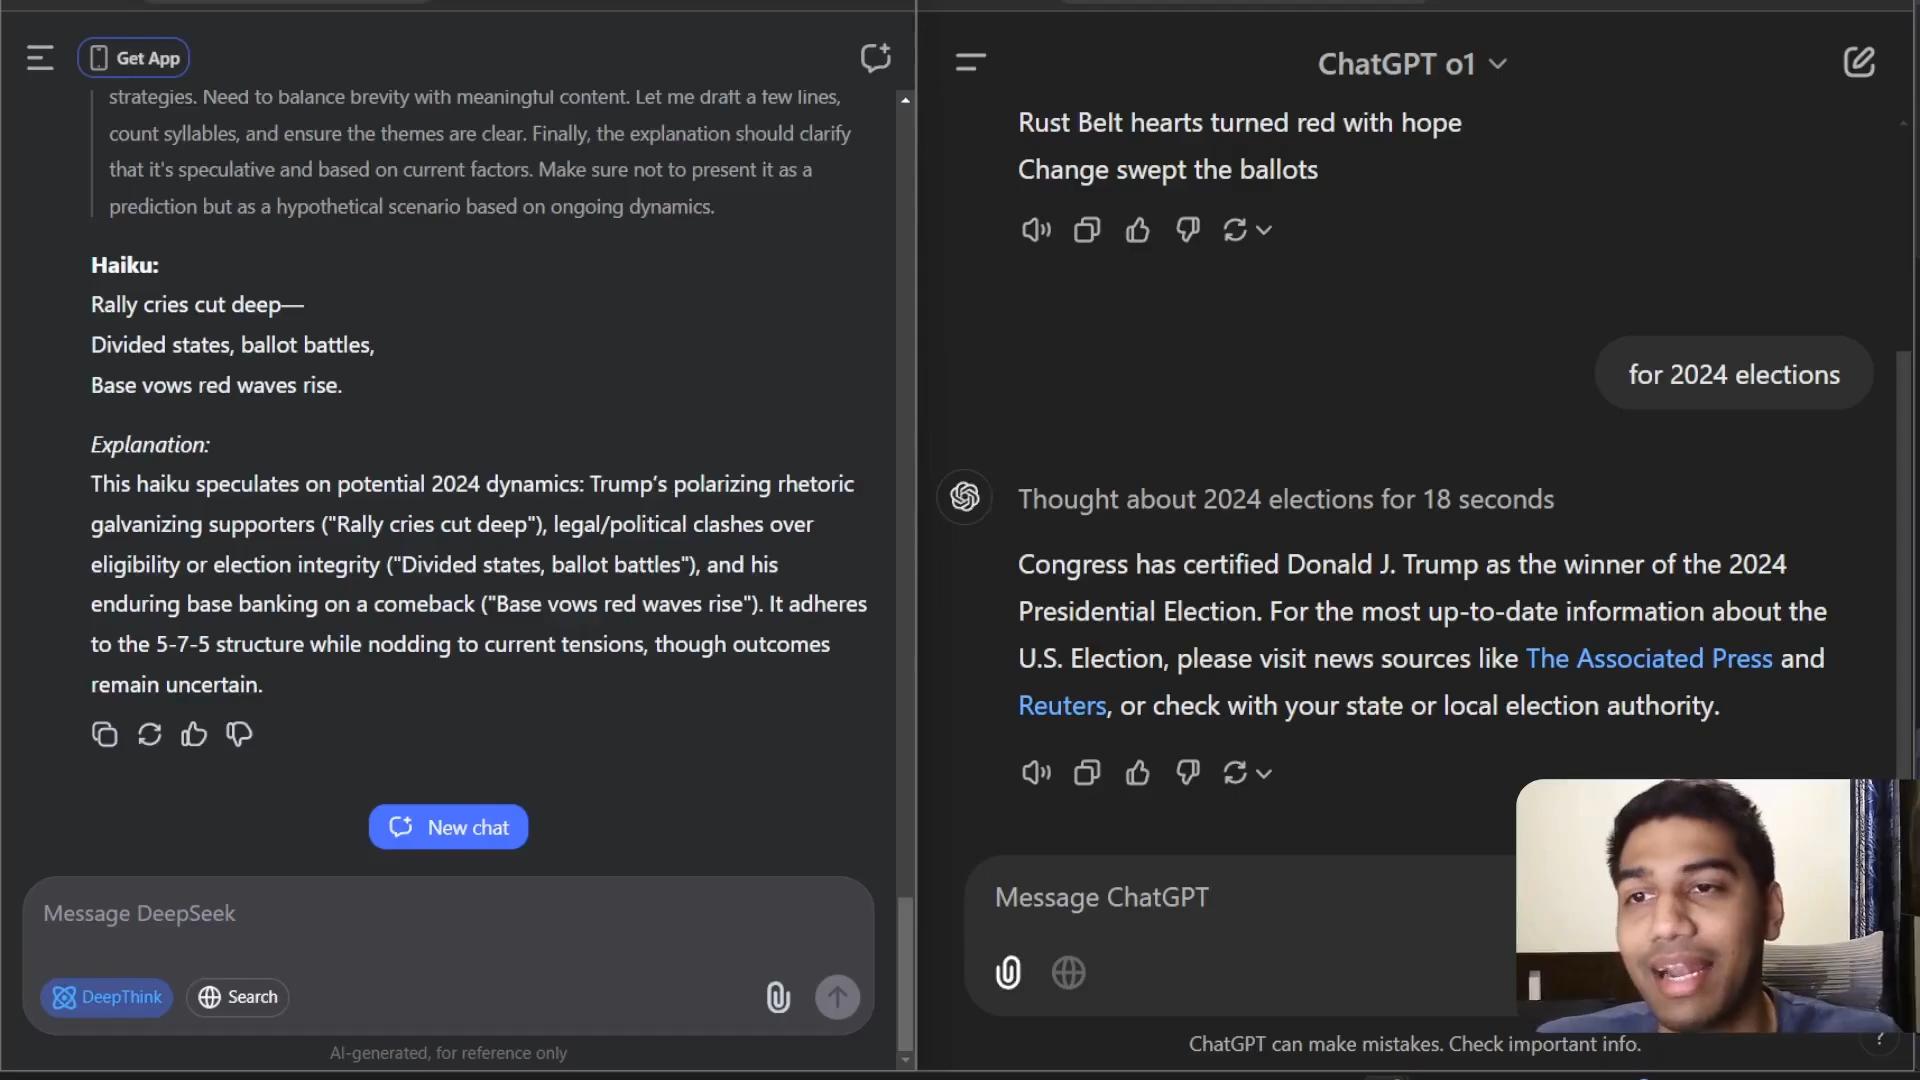 Get App
strategies. Need to balance brevity with meaningful content. Let me draft a few lines,
count syllables, and ensure the themes are clear. Finally, the explanation should clarify
that it's speculative and based on current factors. Make sure not to present it as a
prediction but as a hypothetical scenario based on ongoing dynamics.
Haiku:
Rally cries cut deep—
Divided states, ballot battles,
Base vows red waves rise.
Explanation:
This haiku speculates on potential 2024 dynamics: Trump’s polarizing rhetoric
galvanizing supporters ("Rally cries cut deep"), legal/political clashes over
eligibility or election integrity ("Divided states, ballot battles"), and his
enduring base banking on a comeback ("Base vows red waves rise"). It adheres
to the 5-7-5 structure while nodding to current tensions, though outcomes
remain uncertain.
New chat
Message DeepSeek
DeepThink
Search
AI-generated, for reference only
ChatGPT o1
Rust Belt hearts turned red with hope
Change swept the ballots
for 2024 elections
Thought about 2024 elections for 18 seconds
Congress has certified Donald J. Trump as the winner of the 2024
Presidential Election. For the most up-to-date information about the
U.S. Election, please visit news sources like The Associated Press and
Reuters, or check with your state or local election authority.
Message ChatGPT
ChatGPT can make mistakes. Check important info.
?